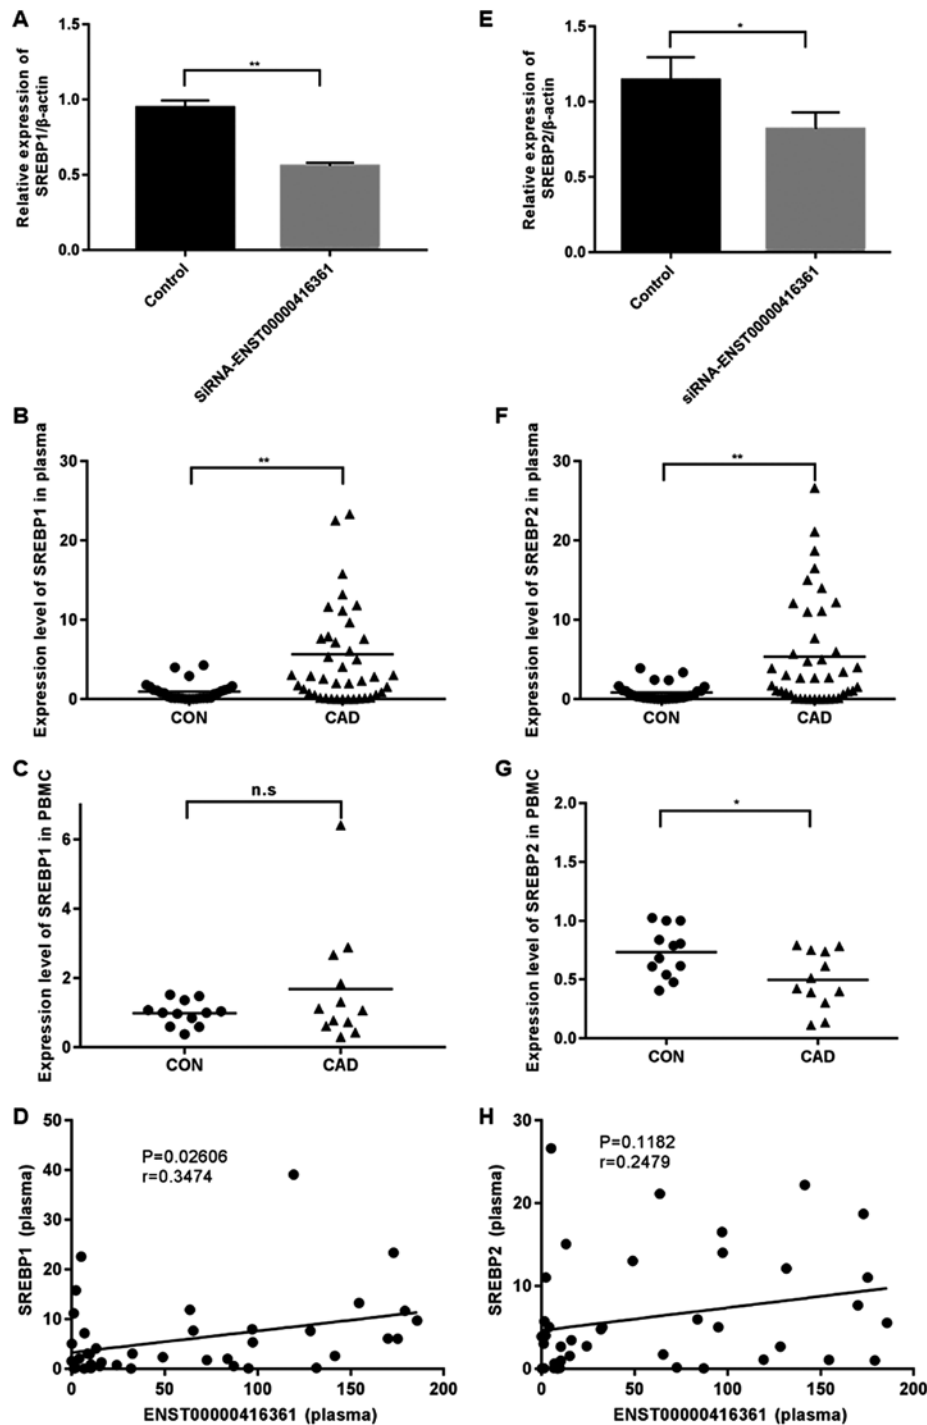 A
Relative expression of
SREBP1/β-actin
1.5
1.0
0.5
0.0
**
Control
SiRNA-ENST00000416361
E
Relative expression of
SREBP2/β-actin
1.5
1.0
0.5
0.0
*
Control
siRNA-ENST00000416361
B
Expression level of SREBP1 in plasma
30
20
10
0
**
CON
CAD
F
Expression level of SREBP2 in plasma
30
20
10
0
**
CON
CAD
C
Expression level of SREBP1 in PBMC
6
4
2
0
n.s
CON
CAD
G
Expression level of SREBP2 in PBMC
2.0
1.5
1.0
0.5
0.0
*
CON
CAD
D
SREBP1 (plasma)
50
40
30
20
10
0
P=0.02606
r=0.3474
0 50 100 150 200
ENST00000416361 (plasma)
H
SREBP2 (plasma)
30
20
10
0
P=0.1182
r=0.2479
0 50 100 150 200
ENST00000416361 (plasma)